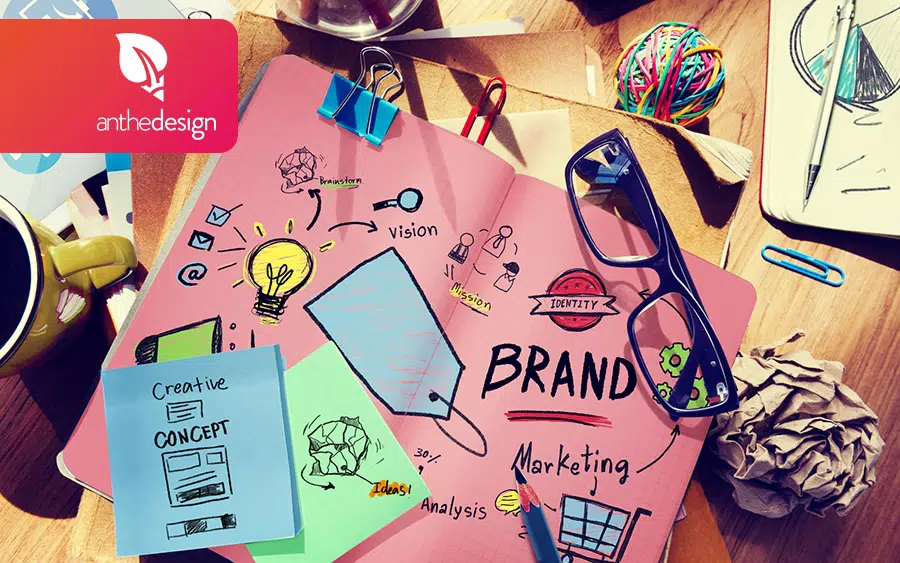 anthedesign
Brainstorm
Vision
@
Mission
IDENTITY
BRAND
Creative
CONCEPT
30%
Ideas!
Marketing
Analysis